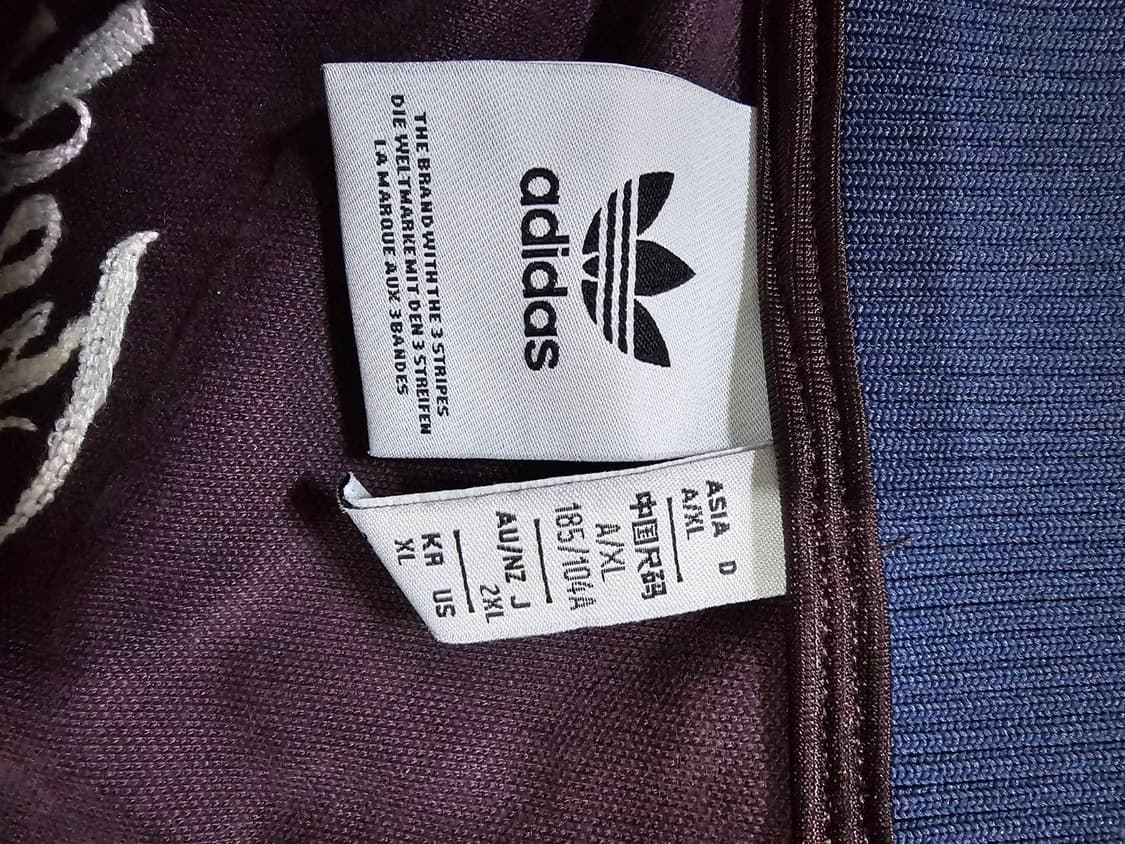 adidas
THE BRAND WITH THE 3 STRIPES
DIE WELTMARKE MIT DEN 3 STREIFEN
LA MARQUE AUX 3 BANDES
ASIA D
A/XL
中国尺码
A/XL
185/104A
AU/NZ J
2XL
KR US
XL